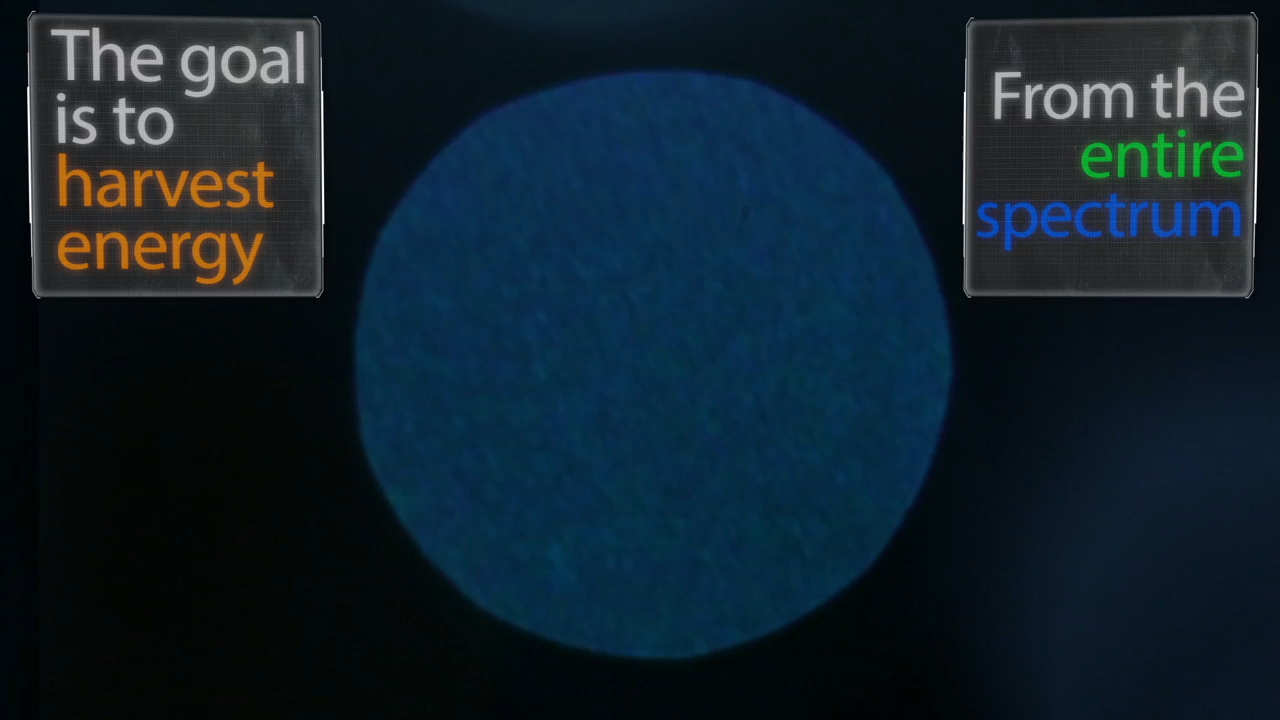 The goal
is to
harvest
energy
From the
entire
spectrum